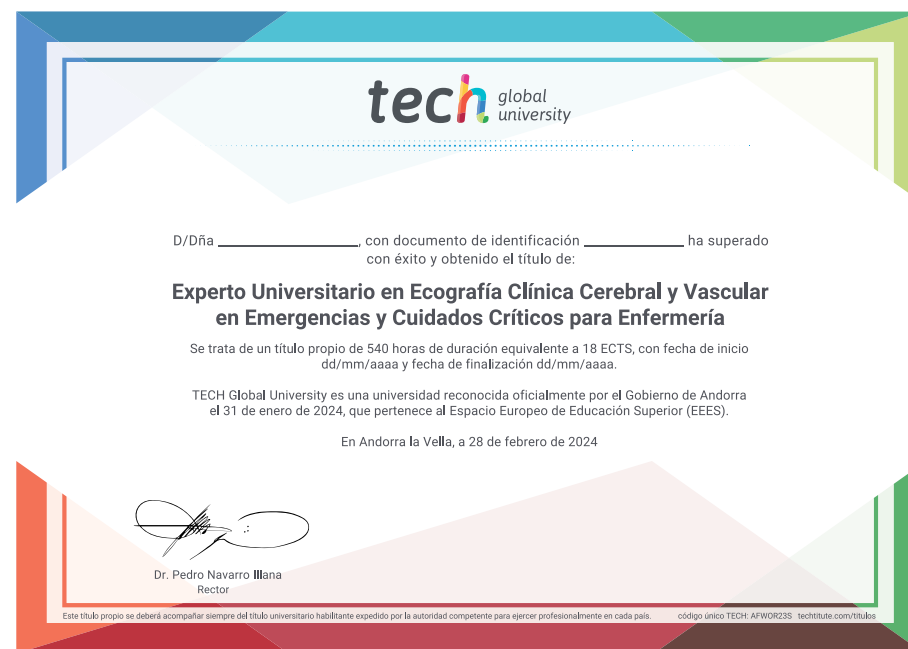 tech global university
D/Dña ____________________, con documento de identificación ______________ ha superado
con éxito y obtenido el título de:
Experto Universitario en Ecografía Clínica Cerebral y Vascular
en Emergencias y Cuidados Críticos para Enfermería
Se trata de un título propio de 540 horas de duración equivalente a 18 ECTS, con fecha de inicio
dd/mm/aaaa y fecha de finalización dd/mm/aaaa.
TECH Global University es una universidad reconocida oficialmente por el Gobierno de Andorra
el 31 de enero de 2024, que pertenece al Espacio Europeo de Educación Superior (EEES).
En Andorra la Vella, a 28 de febrero de 2024
Dr. Pedro Navarro Illana
Rector
Este título propio se deberá acompañar siempre del título universitario habilitante expedido por la autoridad competente para ejercer profesionalmente en cada país. código único TECH: AFWOR23S techtitute.com/titulos